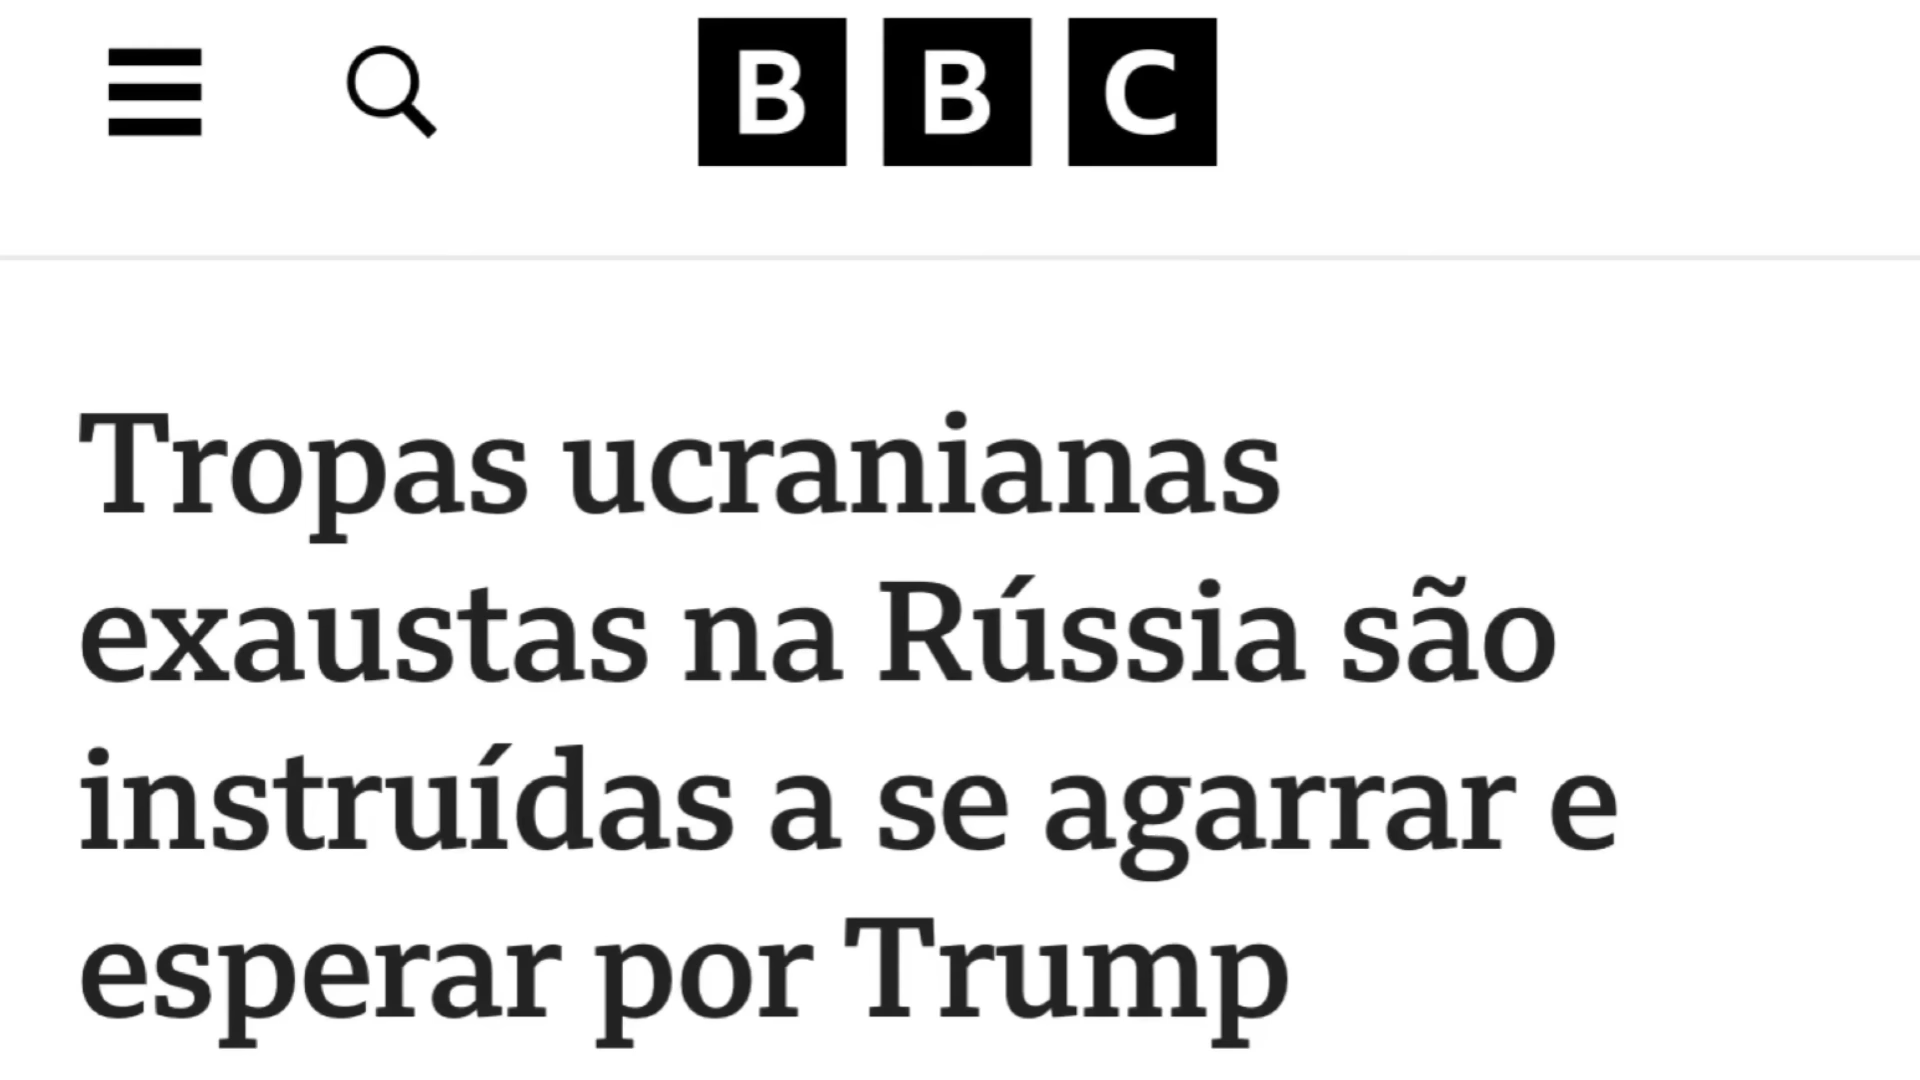 BBC
Tropas ucranianas
exaustas na Rússia são
instruídas a se agarrar e
esperar por Trump